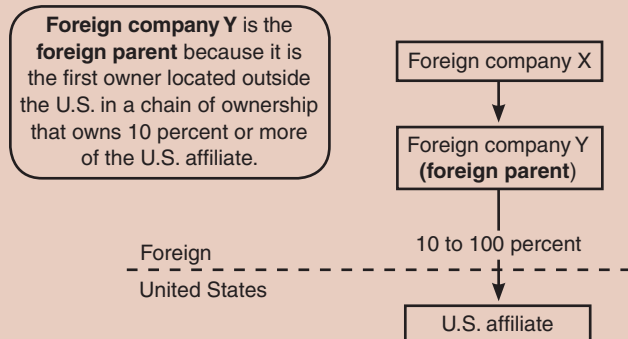 Foreign company Y is the
foreign parent because it is
the first owner located outside
the U.S. in a chain of ownership
that owns 10 percent or more
of the U.S. affiliate.
Foreign company X
Foreign company Y
(foreign parent)
10 to 100 percent
Foreign
United States
U.S. affiliate